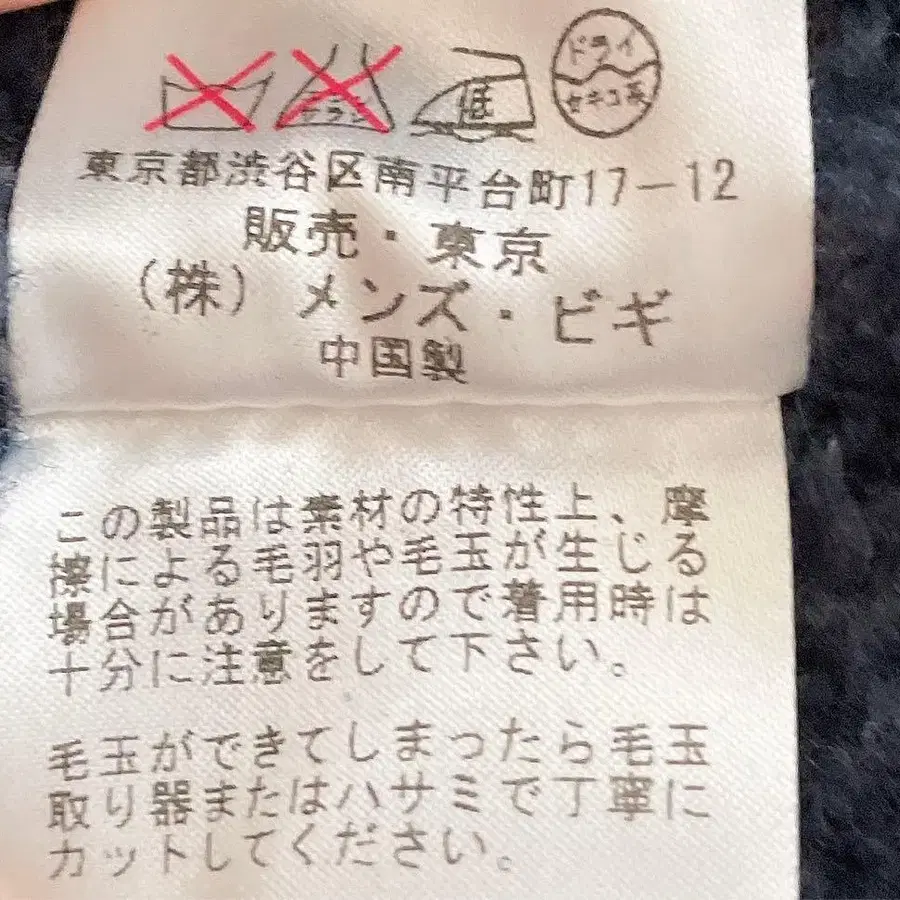 エンソ
低
ドライ
セキユ系
東京都渋谷区南平台町17-12
販売・東京
(株) メンズ・ビギ
中国製
この製品は素材の特性上、摩
擦による毛羽や毛玉が生じる
場合がありますので着用時は
十分に注意をして下さい。
毛玉ができてしまったら毛玉
取り器またはハサミで丁寧に
カットしてください。